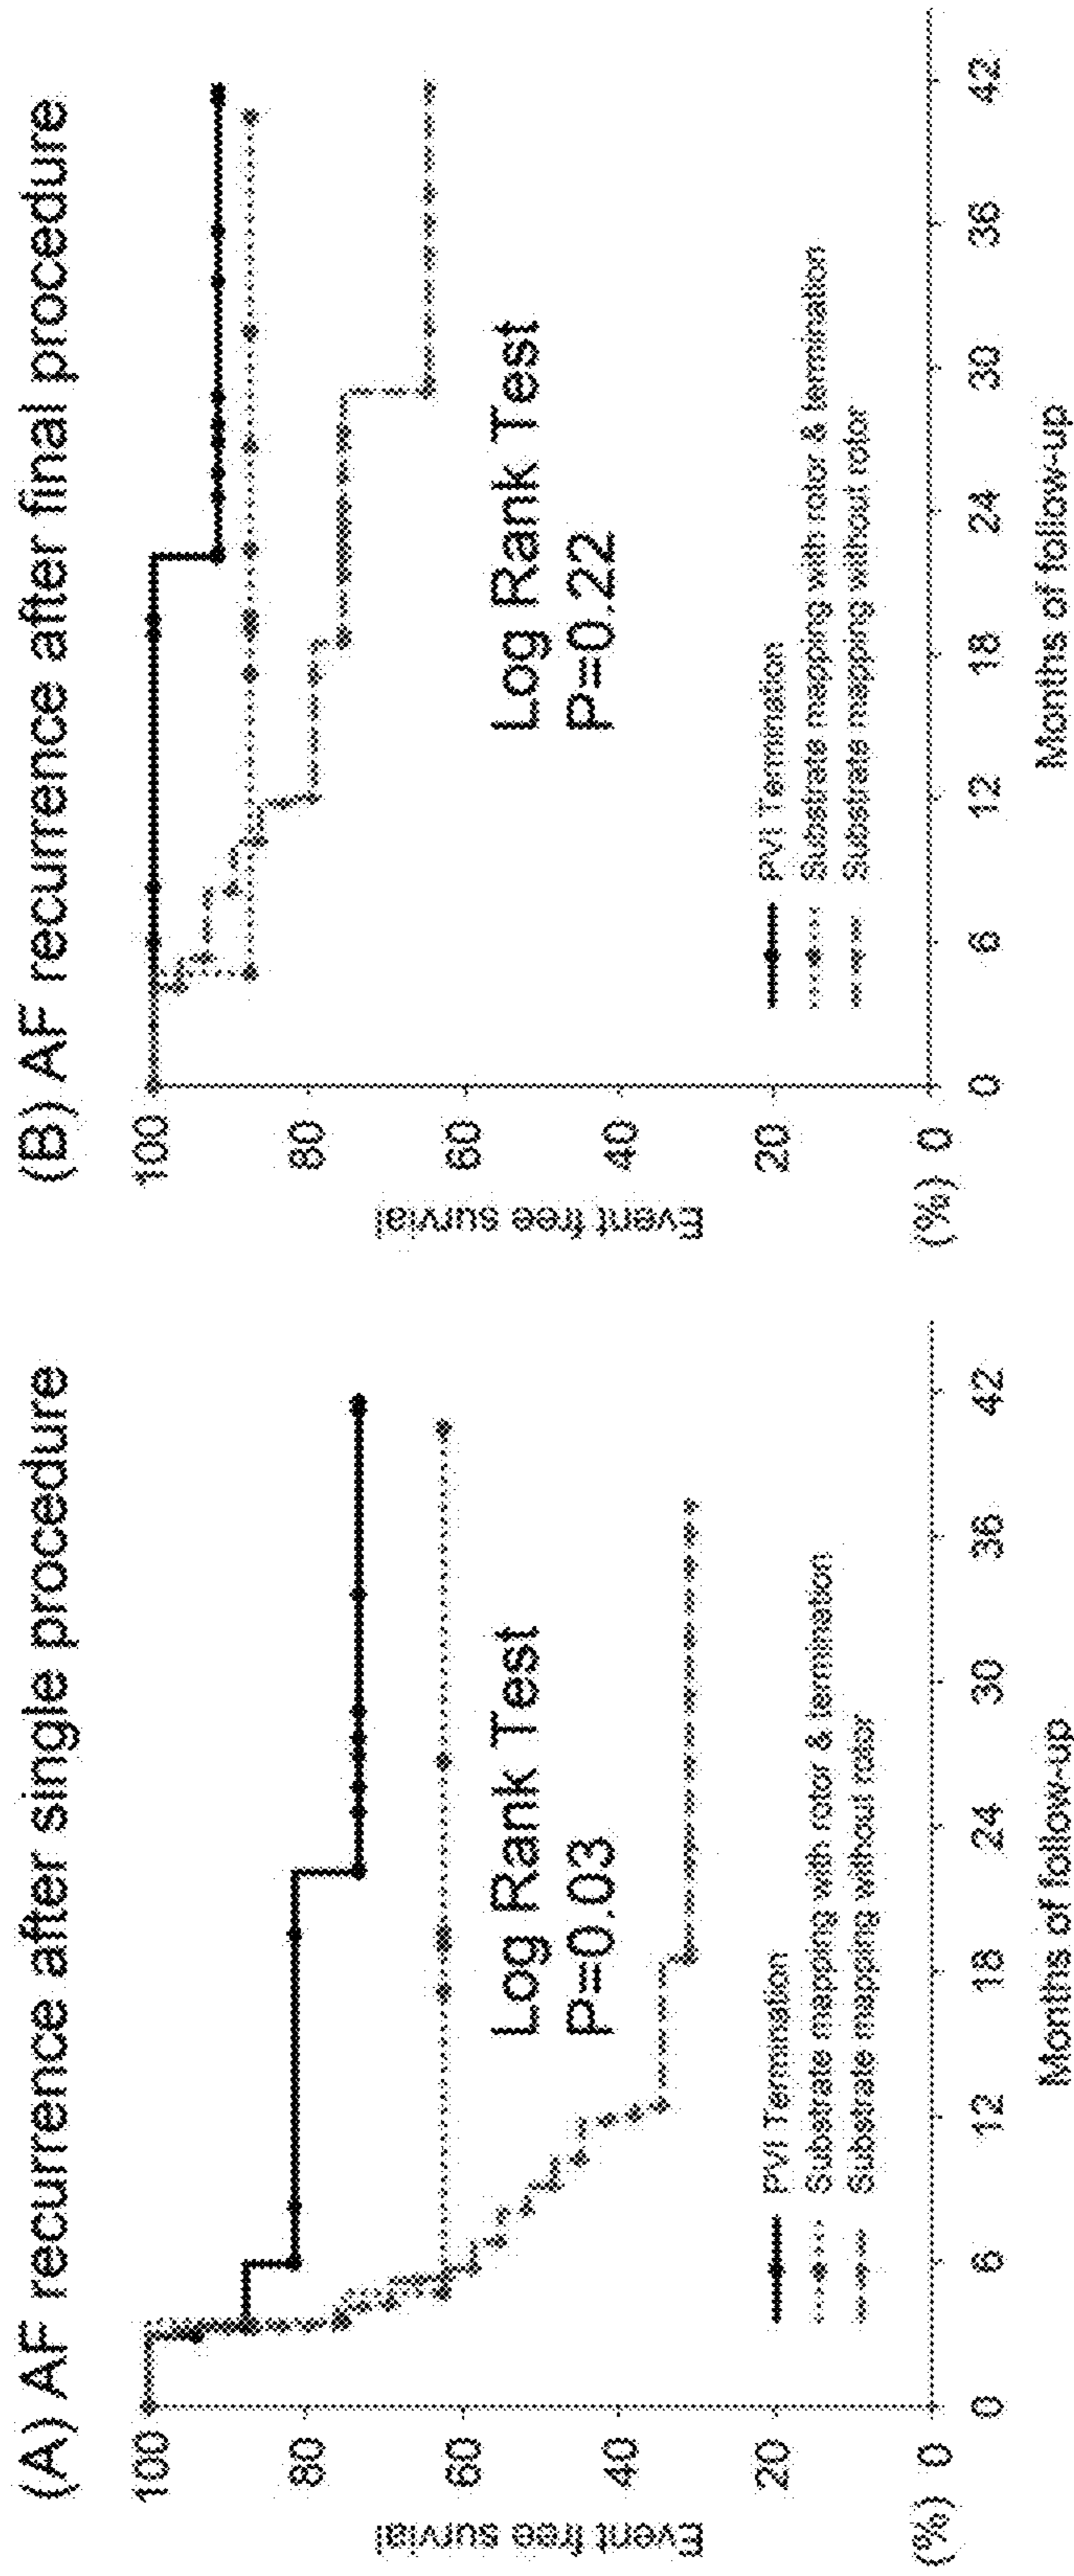 (A) AF recurrence after single procedure
100
80
60
40
20
(%) 0
Event free survial
Log Rank Test
P=0.03
PVI Termination
Substrate mapping with rotor & termination
Substrate mapping without rotor
0 6 12 18 24 30 36 42
Months of follow-up
(B) AF recurrence after final procedure
100
80
60
40
20
(%) 0
Event free survial
Log Rank Test
P=0.22
PVI Termination
Substrate mapping with rotor & termination
Substrate mapping without rotor
0 6 12 18 24 30 36 42
Months of follow-up